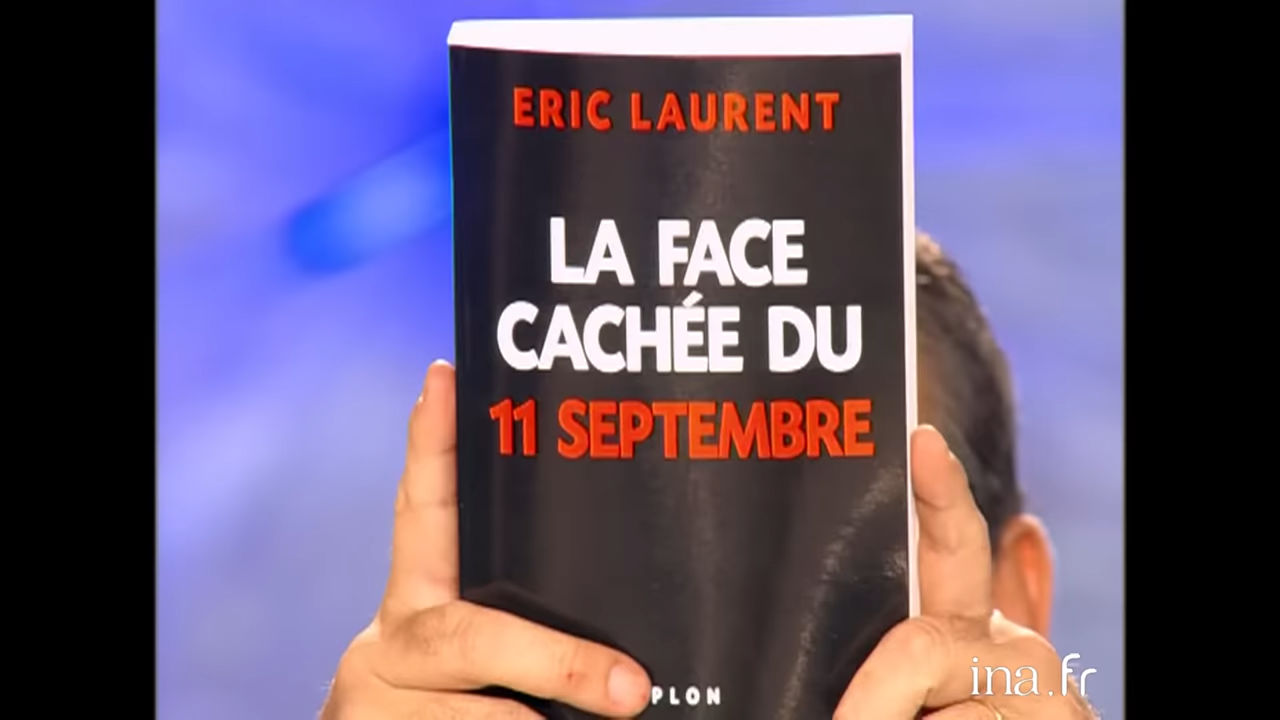 ERIC LAURENT
LA FACE
CACHÉE DU
11 SEPTEMBRE
PLON
ina.fr